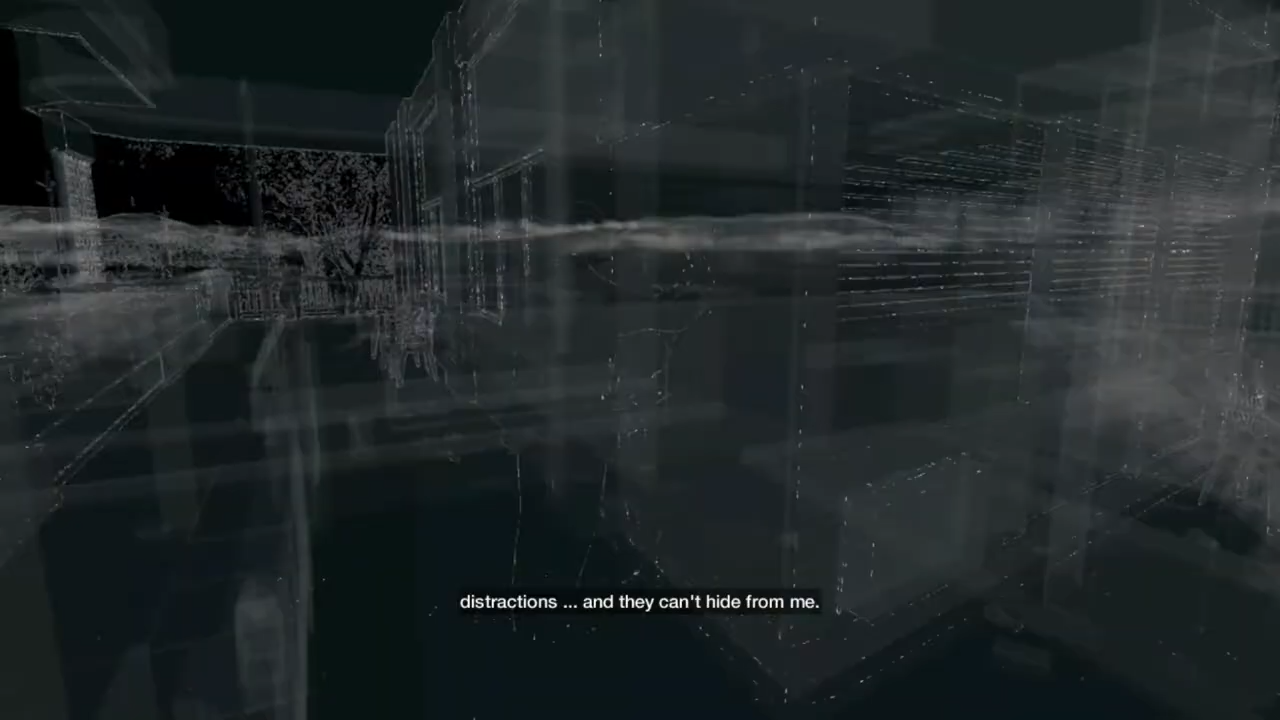 distractions ... and they can't hide from me.